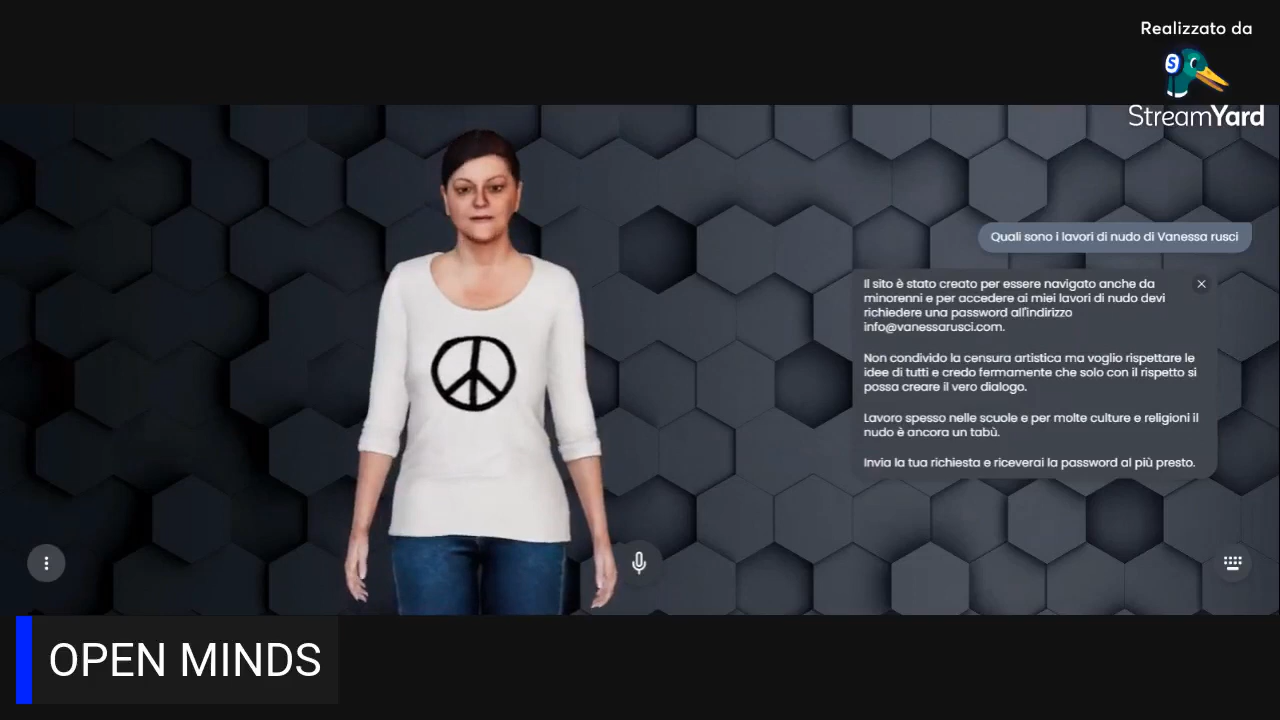 Realizzato da
S
StreamYard
Quali sono i lavori di nudo di Vanessa rusci
Il sito è stato creato per essere navigato anche da
minorenni e per accedere ai miei lavori di nudo devi
richiedere una password all'indirizzo
info@vanessarusci.com.
Non condivido la censura artistica ma voglio rispettare le
idee di tutti e credo fermamente che solo con il rispetto si
possa creare il vero dialogo.
Lavoro spesso nelle scuole e per molte culture e religioni il
nudo è ancora un tabù.
Invia la tua richiesta e riceverai la password al più presto.
OPEN MINDS